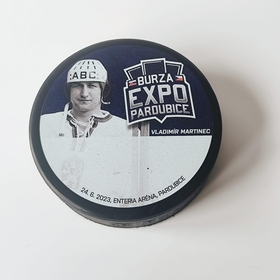 ABC
BURZA
EXPO
PARDUBICE
VLADIMÍR MARTINEC
24. 6. 2023, ENTERIA ARÉNA, PARDUBICE